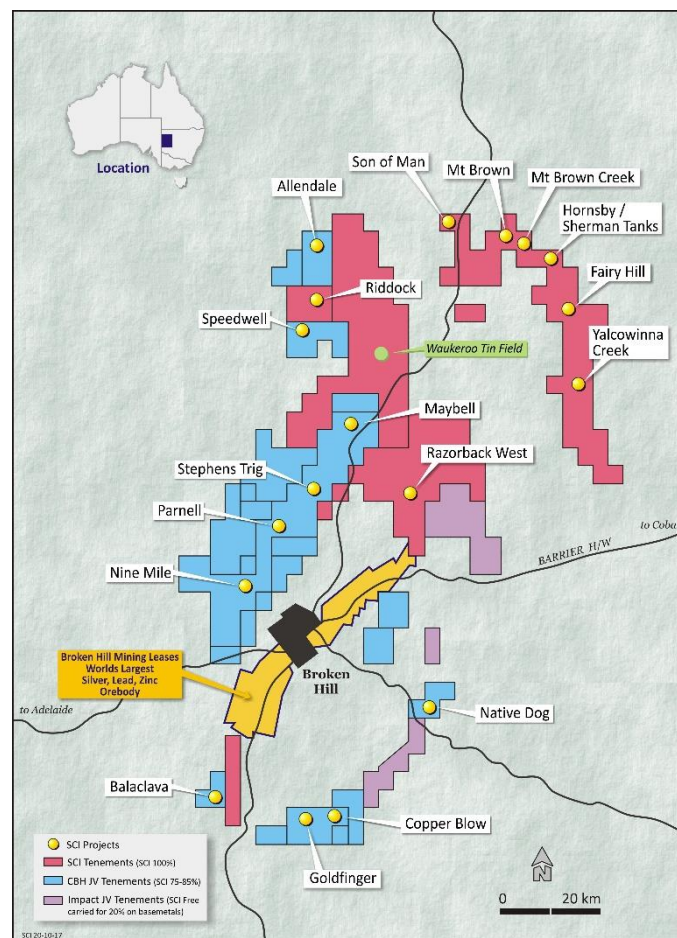 Location
Son of Man
Mt Brown
Mt Brown Creek
Allendale
Hornsby /
Sherman Tanks
Riddock
Fairy Hill
Speedwell
Yalcowinna
Creek
Waukeroo Tin Field
Maybell
Stephens Trig
Razorback West
Parnell
to Coba
BARRIER H/W
Nine Mile
Broken Hill Mining Leases
Worlds Largest
Silver, Lead, Zinc
Orebody
Broken
Hill
to Adelaide
Native Dog
Balaclava
Copper Blow
Goldfinger
SCI Projects
SCI Tenements (SCI 100%)
CBH JV Tenements (SCI 75-85%)
Impact JV Tenements (SCI Free
carried for 20% on basemetals)
N
0 20 km
SCI 20-10-17